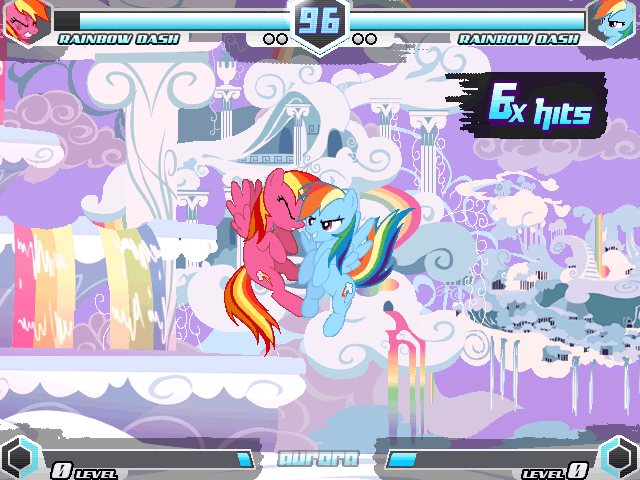 96
RAINBOW DASH
RAINBOW DASH
6x hits
0 LEVEL
aurora
LEVEL 0